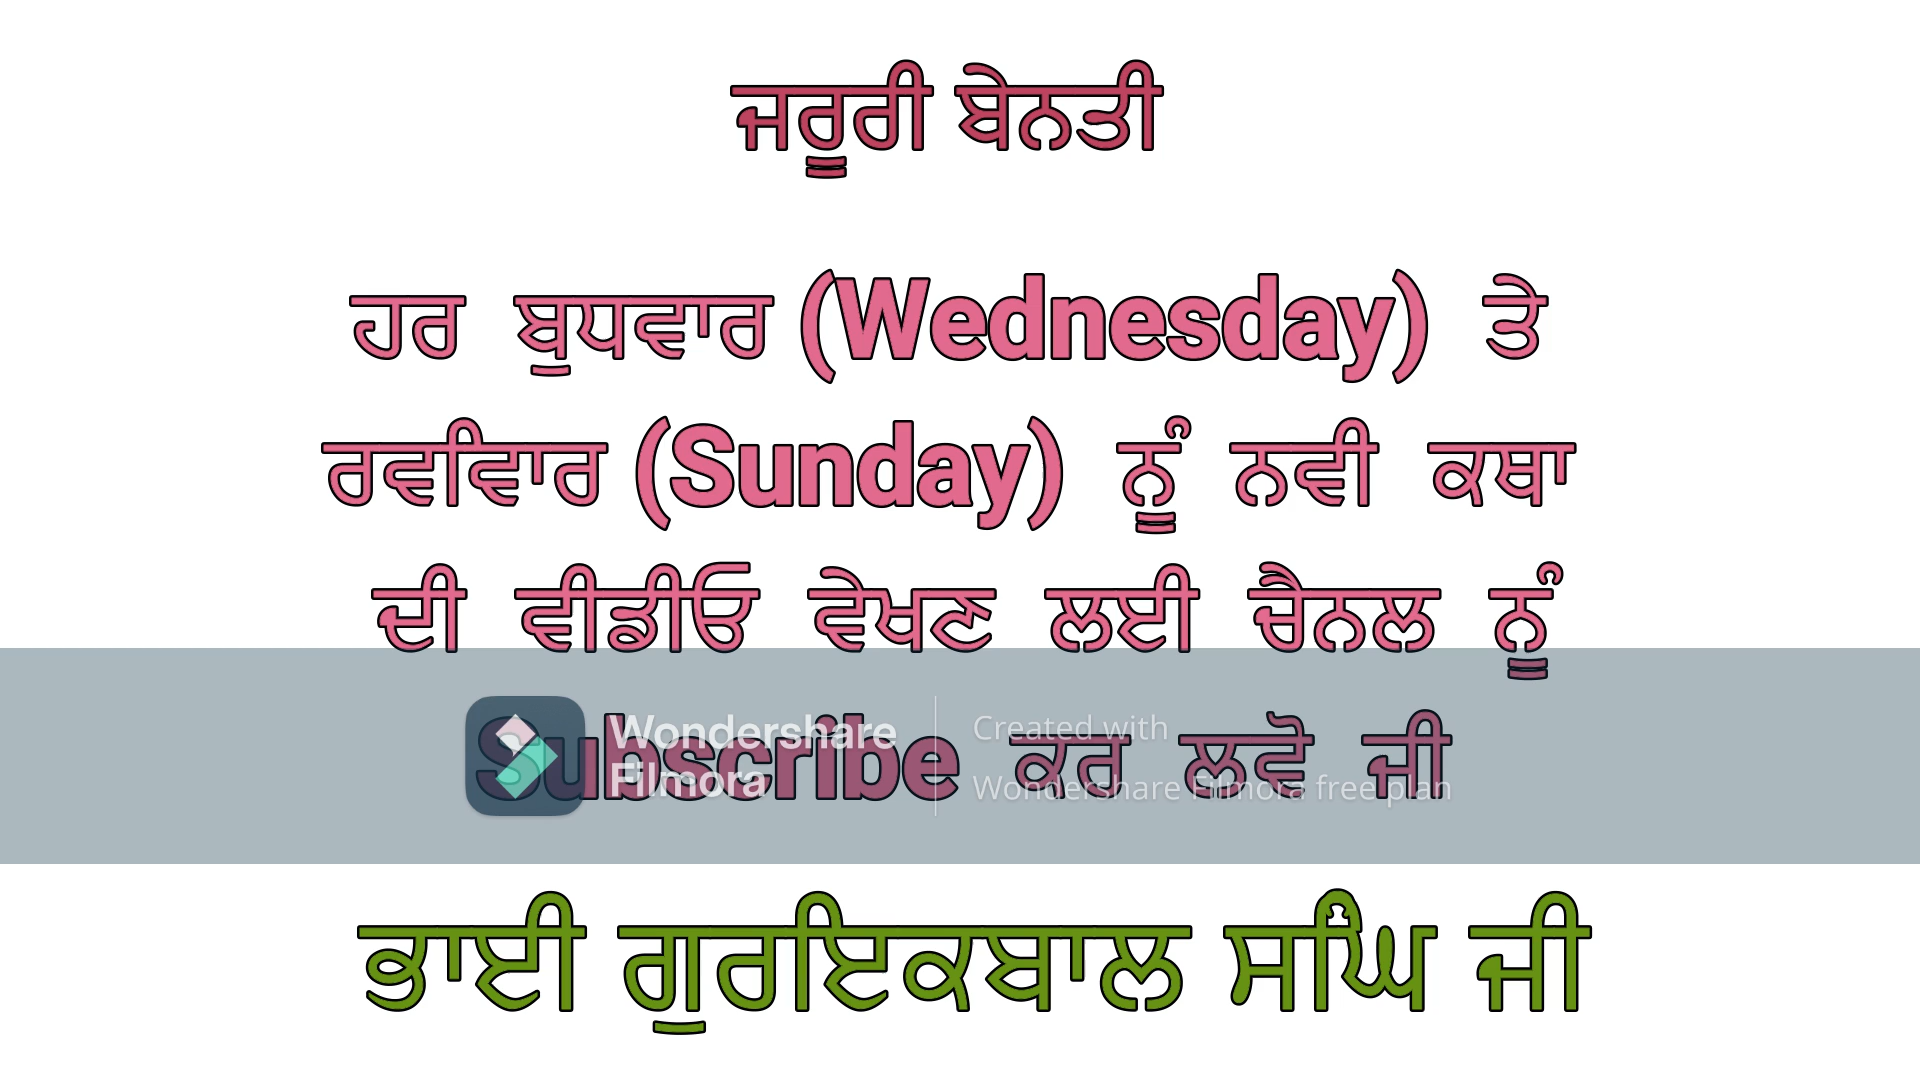 ਜਰੂਰੀ ਬੇਨਤੀ
ਹਰ ਬੁਧਵਾਰ (Wednesday) ਤੇ
ਰਵੀਵਾਰ (Sunday) ਨੂੰ ਨਵੀ ਕਥਾ
ਦੀ ਵੀਡੀਓ ਵੇਖਣ ਲਈ ਚੈਨਲ ਨੂੰ
Subscribe ਕਰ ਲਵੋ ਜੀ
Wondershare
Filmora
Created with
Wondershare Filmora free plan
ਭਾਈ ਗੁਰਇਕਬਾਲ ਸਿੰਘ ਜੀ